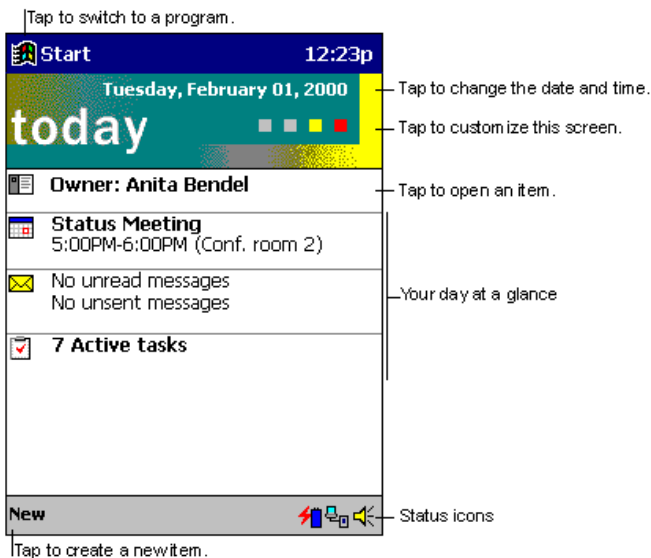 Tap to switch to a program.
Start 12:23p
Tuesday, February 01, 2000
Tap to change the date and time.
today
Tap to customize this screen.
Owner: Anita Bendel
Tap to open an item.
Status Meeting
5:00PM-6:00PM (Conf. room 2)
No unread messages
No unsent messages
Your day at a glance
7 Active tasks
New
Status icons
Tap to create a new item.